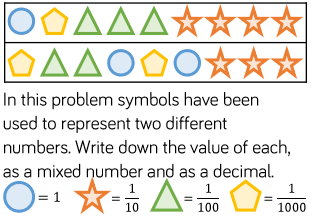 In this problem symbols have been
used to represent two different
numbers. Write down the value of each,
as a mixed number and as a decimal.
= 1 = 1/10 = 1/100 = 1/1000